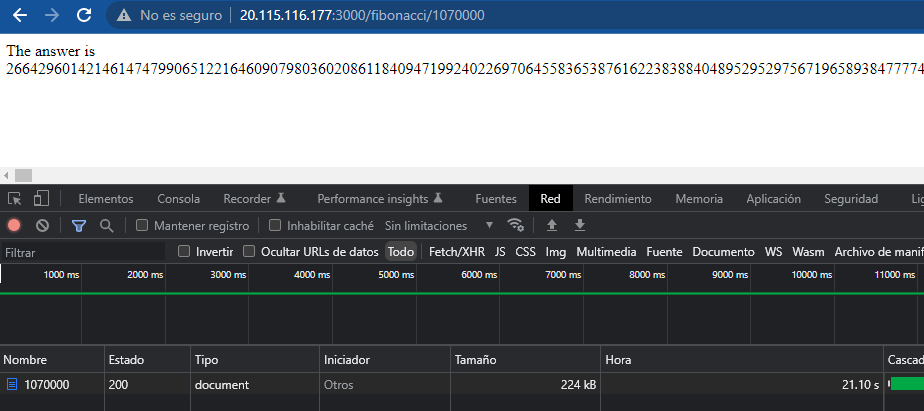 No es seguro | 20.115.116.177:3000/fibonacci/1070000
The answer is
26642960142146147479906512216460907980360208611840947199240226970645583653876162238388404895295297567196589384777774
Elementos Consola Recorder Performance insights Fuentes Red Rendimiento Memoria Aplicación Seguridad Lig
Mantener registro Inhabilitar caché Sin limitaciones
Filtrar Invertir Ocultar URLs de datos Todo Fetch/XHR JS CSS Img Multimedia Fuente Documento WS Wasm Archivo de manif
1000 ms 2000 ms 3000 ms 4000 ms 5000 ms 6000 ms 7000 ms 8000 ms 9000 ms 10000 ms 11000 ms
Nombre Estado Tipo Iniciador Tamaño Hora Cascad
1070000 200 document Otros 224 kB 21.10 s